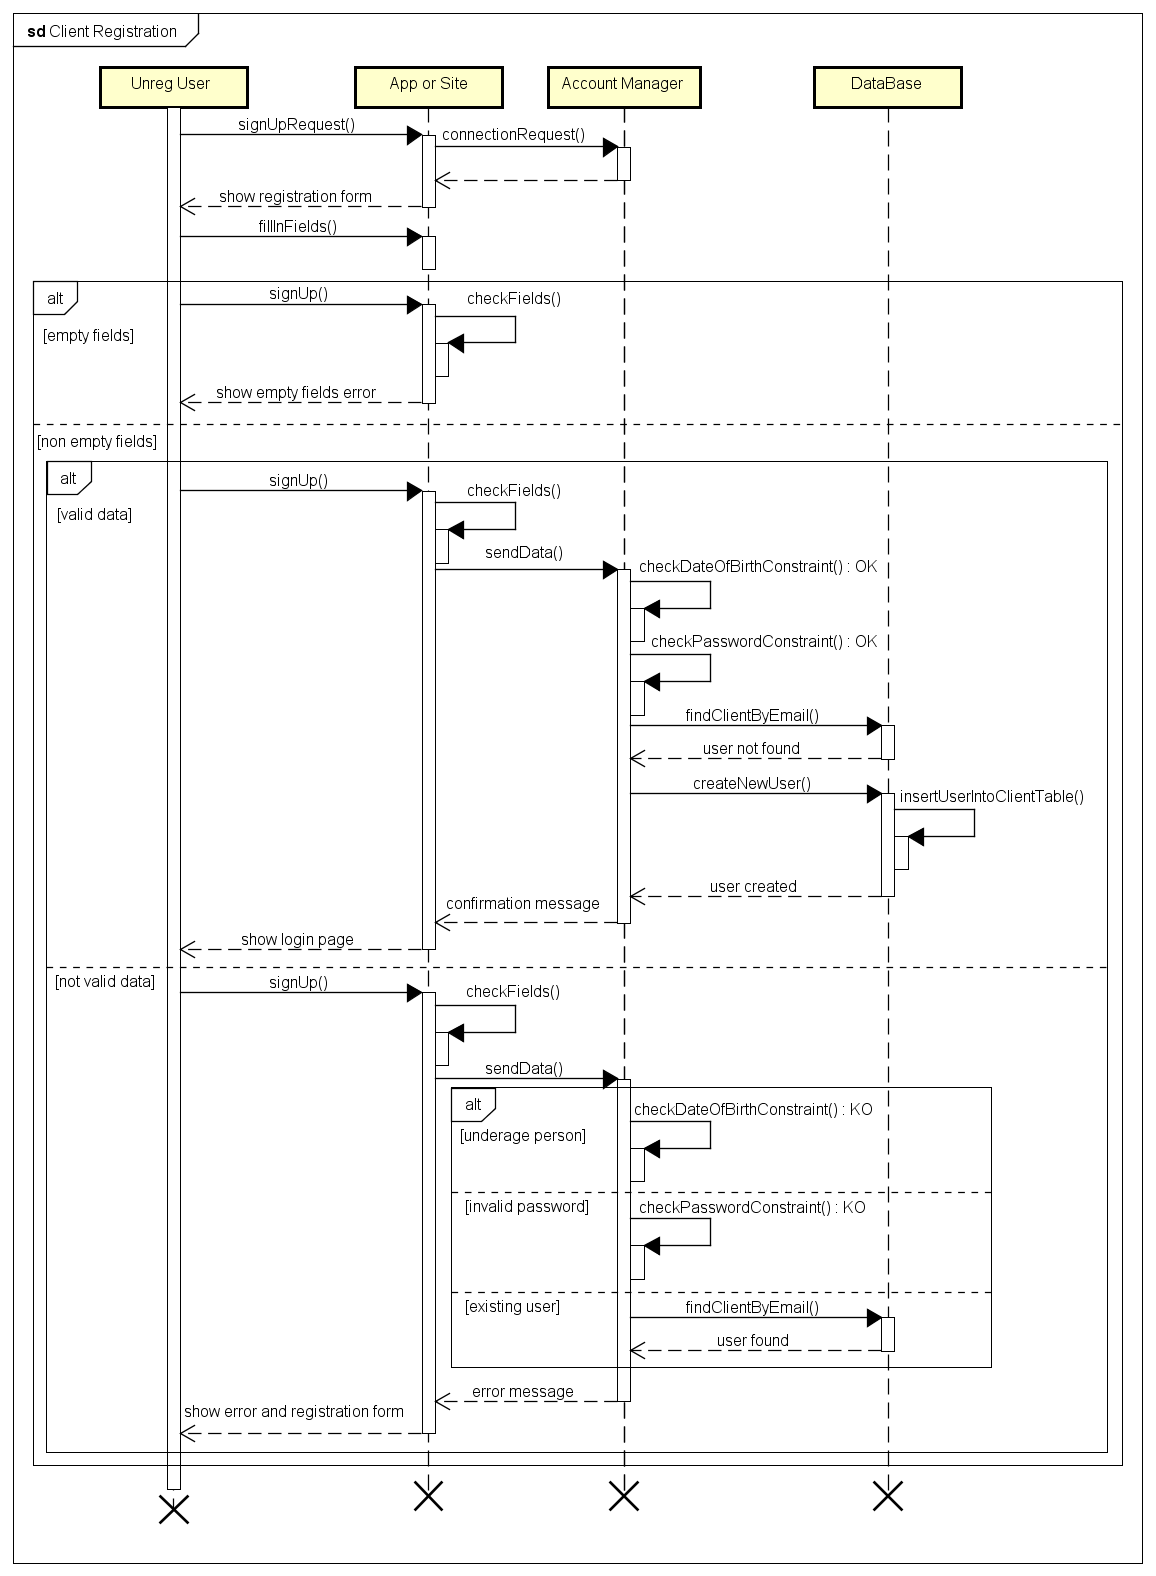 sd Client Registration
Unreg User
App or Site
Account Manager
DataBase
signUpRequest()
connectionRequest()
show registration form
fillInFields()
alt
signUp()
checkFields()
[empty fields]
show empty fields error
[non empty fields]
alt
signUp()
checkFields()
[valid data]
sendData()
checkDateOfBirthConstraint() : OK
checkPasswordConstraint() : OK
findClientByEmail()
user not found
createNewUser()
insertUserIntoClientTable()
user created
confirmation message
show login page
[not valid data]
signUp()
checkFields()
sendData()
alt
checkDateOfBirthConstraint() : KO
[underage person]
[invalid password]
checkPasswordConstraint() : KO
[existing user]
findClientByEmail()
user found
error message
show error and registration form